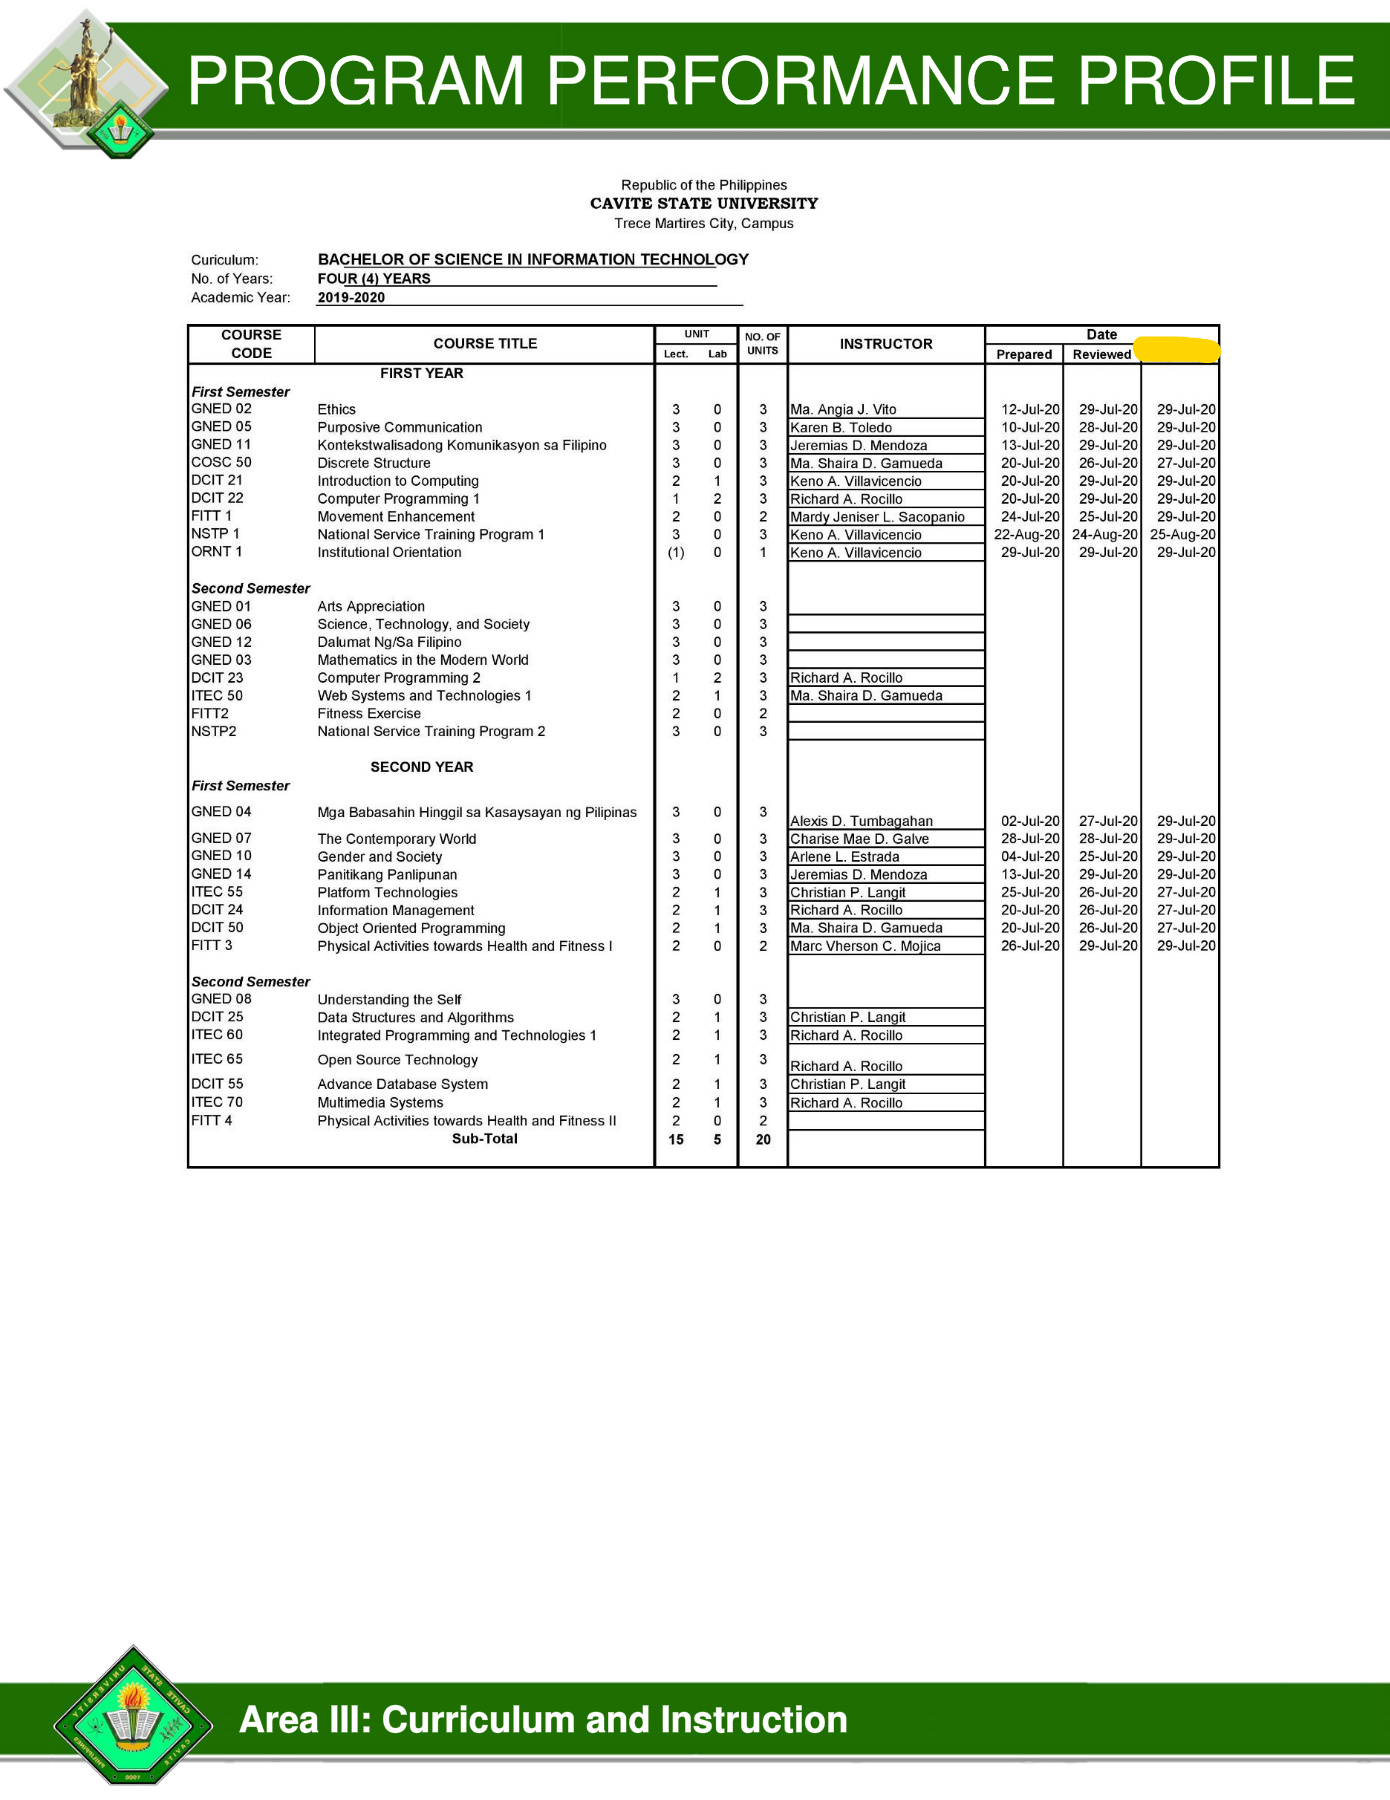 PROGRAM PERFORMANCE PROFILE
Republic of the Philippines
CAVITE STATE UNIVERSITY
Trece Martires City, Campus
Curiculum: BACHELOR OF SCIENCE IN INFORMATION TECHNOLOGY
No. of Years: FOUR (4) YEARS
Academic Year: 2019-2020
COURSE CODE COURSE TITLE UNIT Lect. Lab NO. OF UNITS INSTRUCTOR Date Prepared Reviewed
FIRST YEAR
First Semester
GNED 02 Ethics 3 0 3 Ma. Angia J. Vito 12-Jul-20 29-Jul-20 29-Jul-20
GNED 05 Purposive Communication 3 0 3 Karen B. Toledo 10-Jul-20 28-Jul-20 29-Jul-20
GNED 11 Kontekstwalisadong Komunikasyon sa Filipino 3 0 3 Jeremias D. Mendoza 13-Jul-20 29-Jul-20 29-Jul-20
COSC 50 Discrete Structure 3 0 3 Ma. Shaira D. Gamueda 20-Jul-20 26-Jul-20 27-Jul-20
DCIT 21 Introduction to Computing 2 1 3 Keno A. Villavicencio 20-Jul-20 29-Jul-20 29-Jul-20
DCIT 22 Computer Programming 1 1 2 3 Richard A. Rocillo 20-Jul-20 29-Jul-20 29-Jul-20
FITT 1 Movement Enhancement 2 0 2 Mardy Jeniser L. Sacopanio 24-Jul-20 25-Jul-20 29-Jul-20
NSTP 1 National Service Training Program 1 3 0 3 Keno A. Villavicencio 22-Aug-20 24-Aug-20 25-Aug-20
ORNT 1 Institutional Orientation (1) 0 1 Keno A. Villavicencio 29-Jul-20 29-Jul-20 29-Jul-20
Second Semester
GNED 01 Arts Appreciation 3 0 3
GNED 06 Science, Technology, and Society 3 0 3
GNED 12 Dalumat Ng/Sa Filipino 3 0 3
GNED 03 Mathematics in the Modern World 3 0 3
DCIT 23 Computer Programming 2 1 2 3 Richard A. Rocillo
ITEC 50 Web Systems and Technologies 1 2 1 3 Ma. Shaira D. Gamueda
FITT2 Fitness Exercise 2 0 2
NSTP2 National Service Training Program 2 3 0 3
SECOND YEAR
First Semester
GNED 04 Mga Babasahin Hinggil sa Kasaysayan ng Pilipinas 3 0 3 Alexis D. Tumbagahan 02-Jul-20 27-Jul-20 29-Jul-20
GNED 07 The Contemporary World 3 0 3 Charise Mae D. Galve 28-Jul-20 28-Jul-20 29-Jul-20
GNED 10 Gender and Society 3 0 3 Arlene L. Estrada 04-Jul-20 25-Jul-20 29-Jul-20
GNED 14 Panitikang Panlipunan 3 0 3 Jeremias D. Mendoza 13-Jul-20 29-Jul-20 29-Jul-20
ITEC 55 Platform Technologies 2 1 3 Christian P. Langit 25-Jul-20 26-Jul-20 27-Jul-20
DCIT 24 Information Management 2 1 3 Richard A. Rocillo 20-Jul-20 26-Jul-20 27-Jul-20
DCIT 50 Object Oriented Programming 2 1 3 Ma. Shaira D. Gamueda 20-Jul-20 26-Jul-20 27-Jul-20
FITT 3 Physical Activities towards Health and Fitness I 2 0 2 Marc Vherson C. Mojica 26-Jul-20 29-Jul-20 29-Jul-20
Second Semester
GNED 08 Understanding the Self 3 0 3
DCIT 25 Data Structures and Algorithms 2 1 3 Christian P. Langit
ITEC 60 Integrated Programming and Technologies 1 2 1 3 Richard A. Rocillo
ITEC 65 Open Source Technology 2 1 3 Richard A. Rocillo
DCIT 55 Advance Database System 2 1 3 Christian P. Langit
ITEC 70 Multimedia Systems 2 1 3 Richard A. Rocillo
FITT 4 Physical Activities towards Health and Fitness II 2 0 2
Sub-Total 15 5 20
CAVITE STATE UNIVERSITY
CAVITE PHILIPPINES
1906
Area III: Curriculum and Instruction